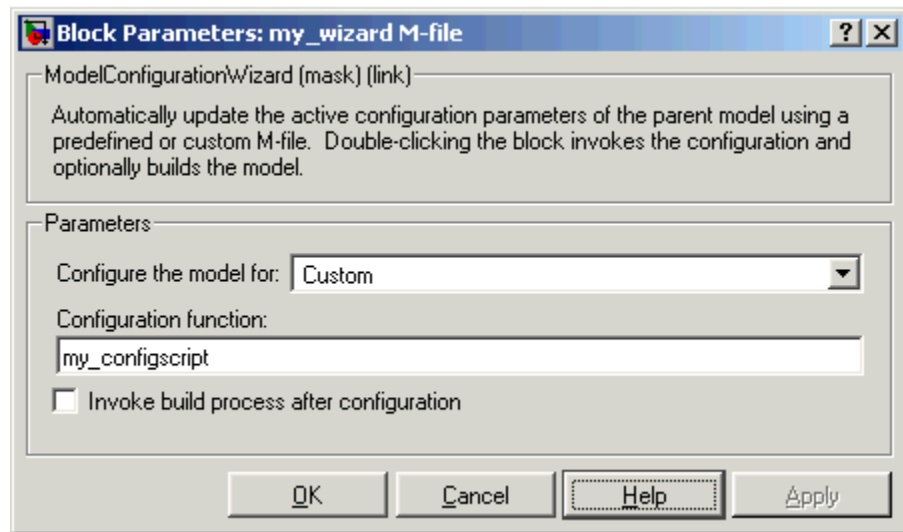 Block Parameters: my_wizard M-file
ModelConfigurationWizard (mask) (link)
Automatically update the active configuration parameters of the parent model using a
predefined or custom M-file. Double-clicking the block invokes the configuration and
optionally builds the model.
Parameters
Configure the model for: Custom
Configuration function:
my_configscript
Invoke build process after configuration
OK Cancel Help Apply